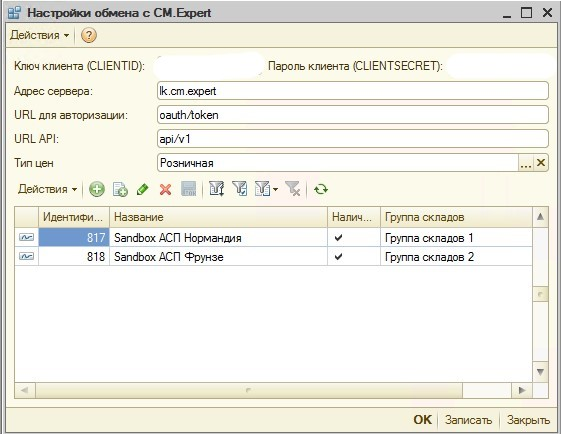 Настройки обмена с CM.Expert
Действия
Ключ клиента (CLIENTID): Пароль клиента (CLIENTSECRET):
Адрес сервера: lk.cm.expert
URL для авторизации: oauth/token
URL API: api/v1
Тип цен Розничная ... ×
Действия
Идентифи... Название Налич... Группа складов
817 Sandbox АСП Нормандия Группа складов 1
818 Sandbox АСП Фрунзе Группа складов 2
OK Записать Закрыть